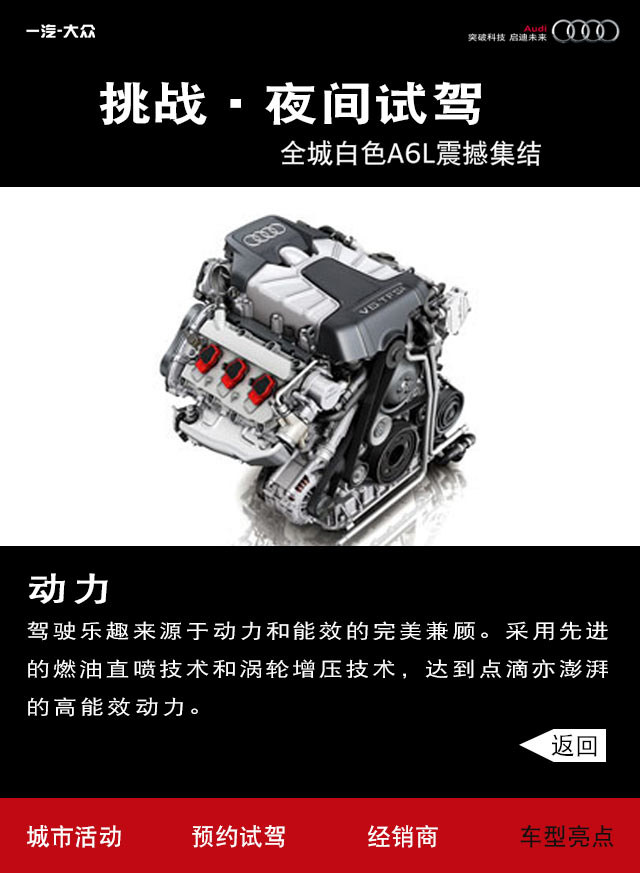 一汽-大众
Audi
突破科技 启迪未来
挑战·夜间试驾
全城白色A6L震撼集结
V6·TFSI
动力
驾驶乐趣来源于动力和能效的完美兼顾。采用先进
的燃油直喷技术和涡轮增压技术，达到点滴亦澎湃
的高能效动力。
返回
城市活动 预约试驾 经销商 车型亮点